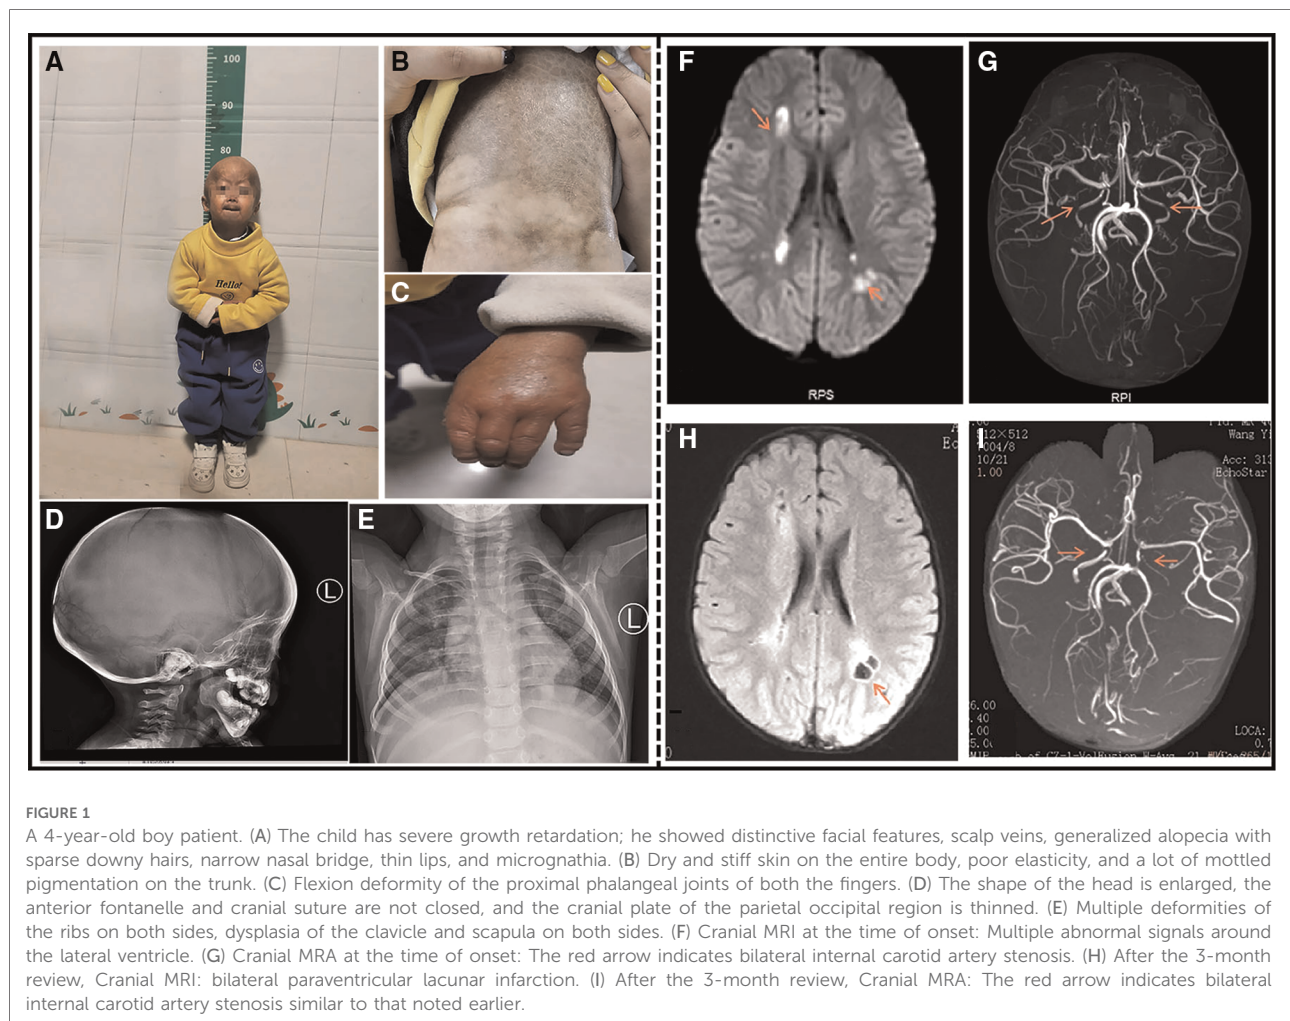 A
100
90
80
Hello!
B
C
D
L
E
L
F
RPS
G
RPI
H
Ec
I
512×512
10/21
1.00
Wang Yi
Acc: 313
EchoStar
6.00
.40
.00
LOCA:
FIGURE 1
A 4-year-old boy patient. (A) The child has severe growth retardation; he showed distinctive facial features, scalp veins, generalized alopecia with
sparse downy hairs, narrow nasal bridge, thin lips, and micrognathia. (B) Dry and stiff skin on the entire body, poor elasticity, and a lot of mottled
pigmentation on the trunk. (C) Flexion deformity of the proximal phalangeal joints of both the fingers. (D) The shape of the head is enlarged, the
anterior fontanelle and cranial suture are not closed, and the cranial plate of the parietal occipital region is thinned. (E) Multiple deformities of
the ribs on both sides, dysplasia of the clavicle and scapula on both sides. (F) Cranial MRI at the time of onset: Multiple abnormal signals around
the lateral ventricle. (G) Cranial MRA at the time of onset: The red arrow indicates bilateral internal carotid artery stenosis. (H) After the 3-month
review, Cranial MRI: bilateral paraventricular lacunar infarction. (I) After the 3-month review, Cranial MRA: The red arrow indicates bilateral
internal carotid artery stenosis similar to that noted earlier.